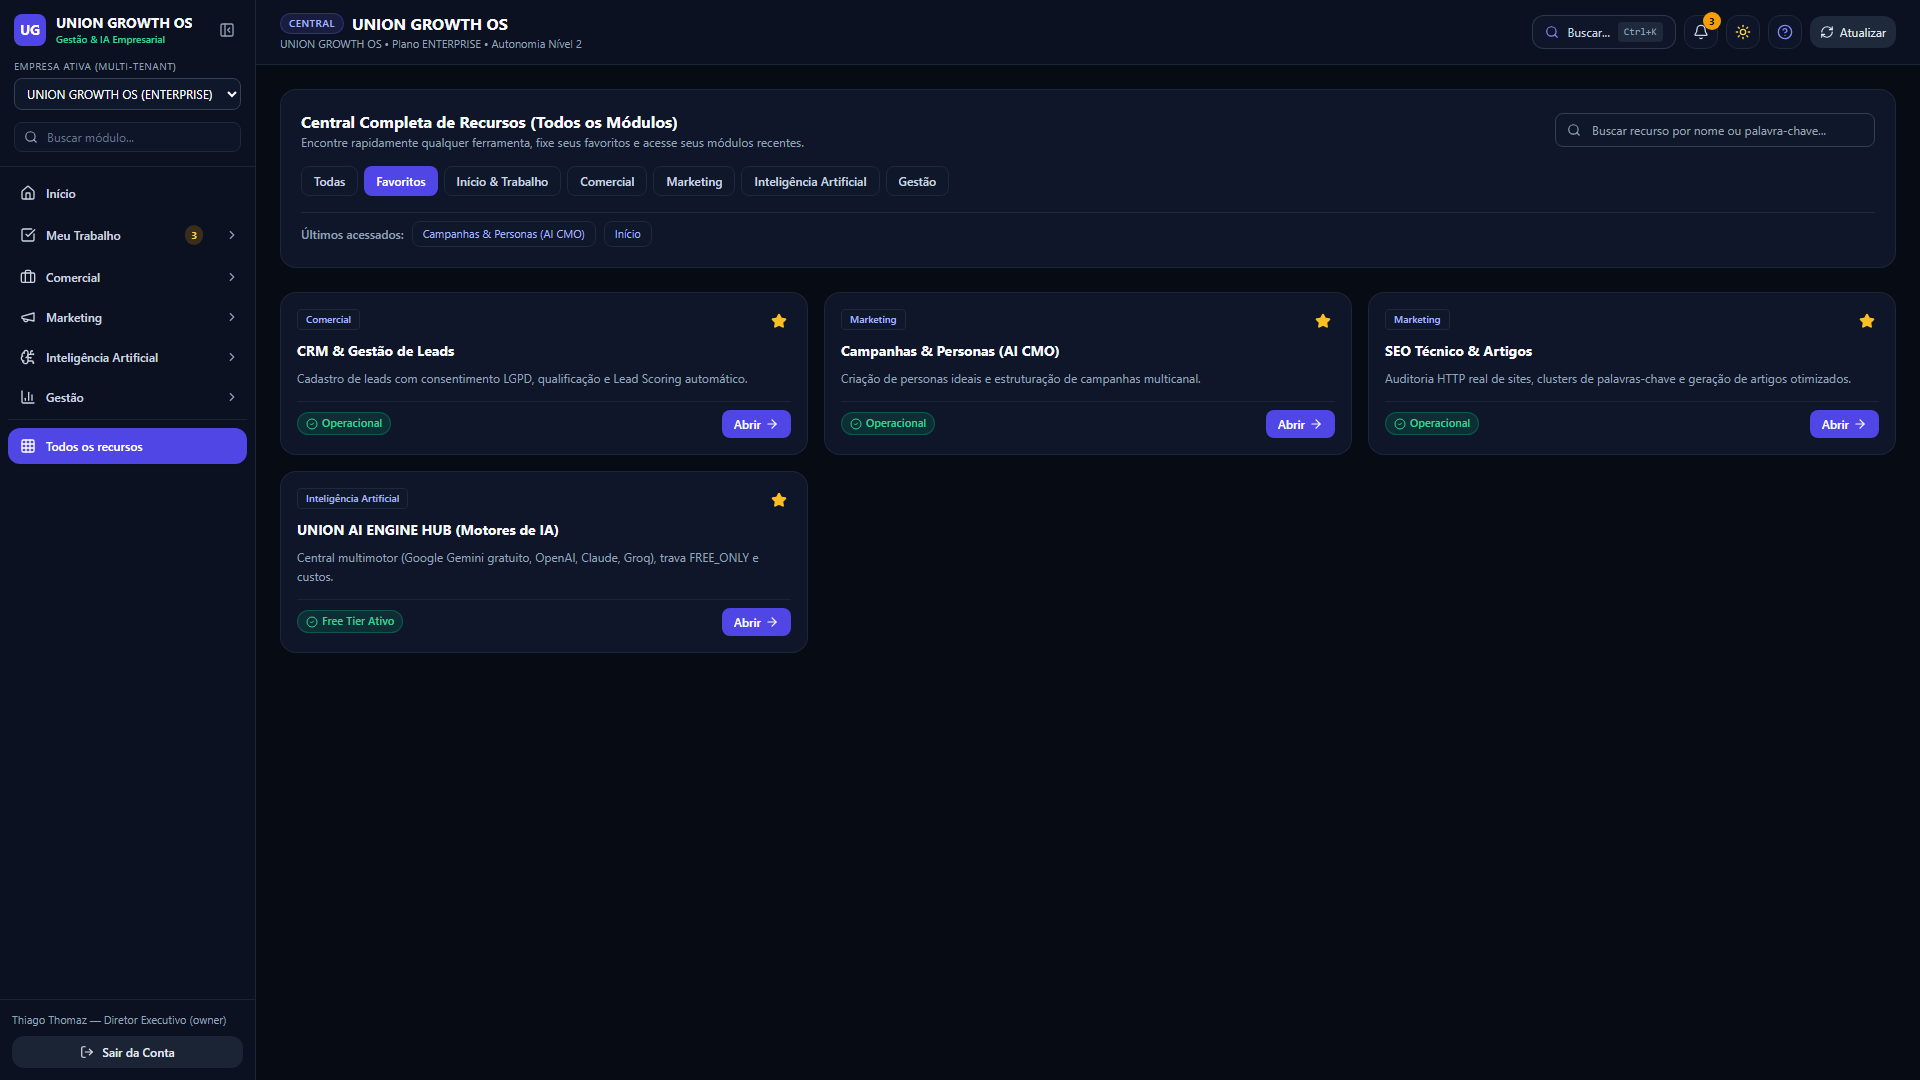 UG
UNION GROWTH OS
Gestão & IA Empresarial
EMPRESA ATIVA (MULTI-TENANT)
UNION GROWTH OS (ENTERPRISE)
Buscar módulo...
Início
Meu Trabalho
3
Comercial
Marketing
Inteligência Artificial
Gestão
Todos os recursos
Thiago Thomaz — Diretor Executivo (owner)
Sair da Conta
CENTRAL
UNION GROWTH OS
UNION GROWTH OS • Plano ENTERPRISE • Autonomia Nível 2
Buscar...
Ctrl+K
3
Atualizar
Central Completa de Recursos (Todos os Módulos)
Encontre rapidamente qualquer ferramenta, fixe seus favoritos e acesse seus módulos recentes.
Buscar recurso por nome ou palavra-chave...
Todas
Favoritos
Início & Trabalho
Comercial
Marketing
Inteligência Artificial
Gestão
Últimos acessados:
Campanhas & Personas (AI CMO)
Início
Comercial
CRM & Gestão de Leads
Cadastro de leads com consentimento LGPD, qualificação e Lead Scoring automático.
Operacional
Abrir
Marketing
Campanhas & Personas (AI CMO)
Criação de personas ideais e estruturação de campanhas multicanal.
Operacional
Abrir
Marketing
SEO Técnico & Artigos
Auditoria HTTP real de sites, clusters de palavras-chave e geração de artigos otimizados.
Operacional
Abrir
Inteligência Artificial
UNION AI ENGINE HUB (Motores de IA)
Central multimotor (Google Gemini gratuito, OpenAI, Claude, Groq), trava FREE_ONLY e
custos.
Free Tier Ativo
Abrir